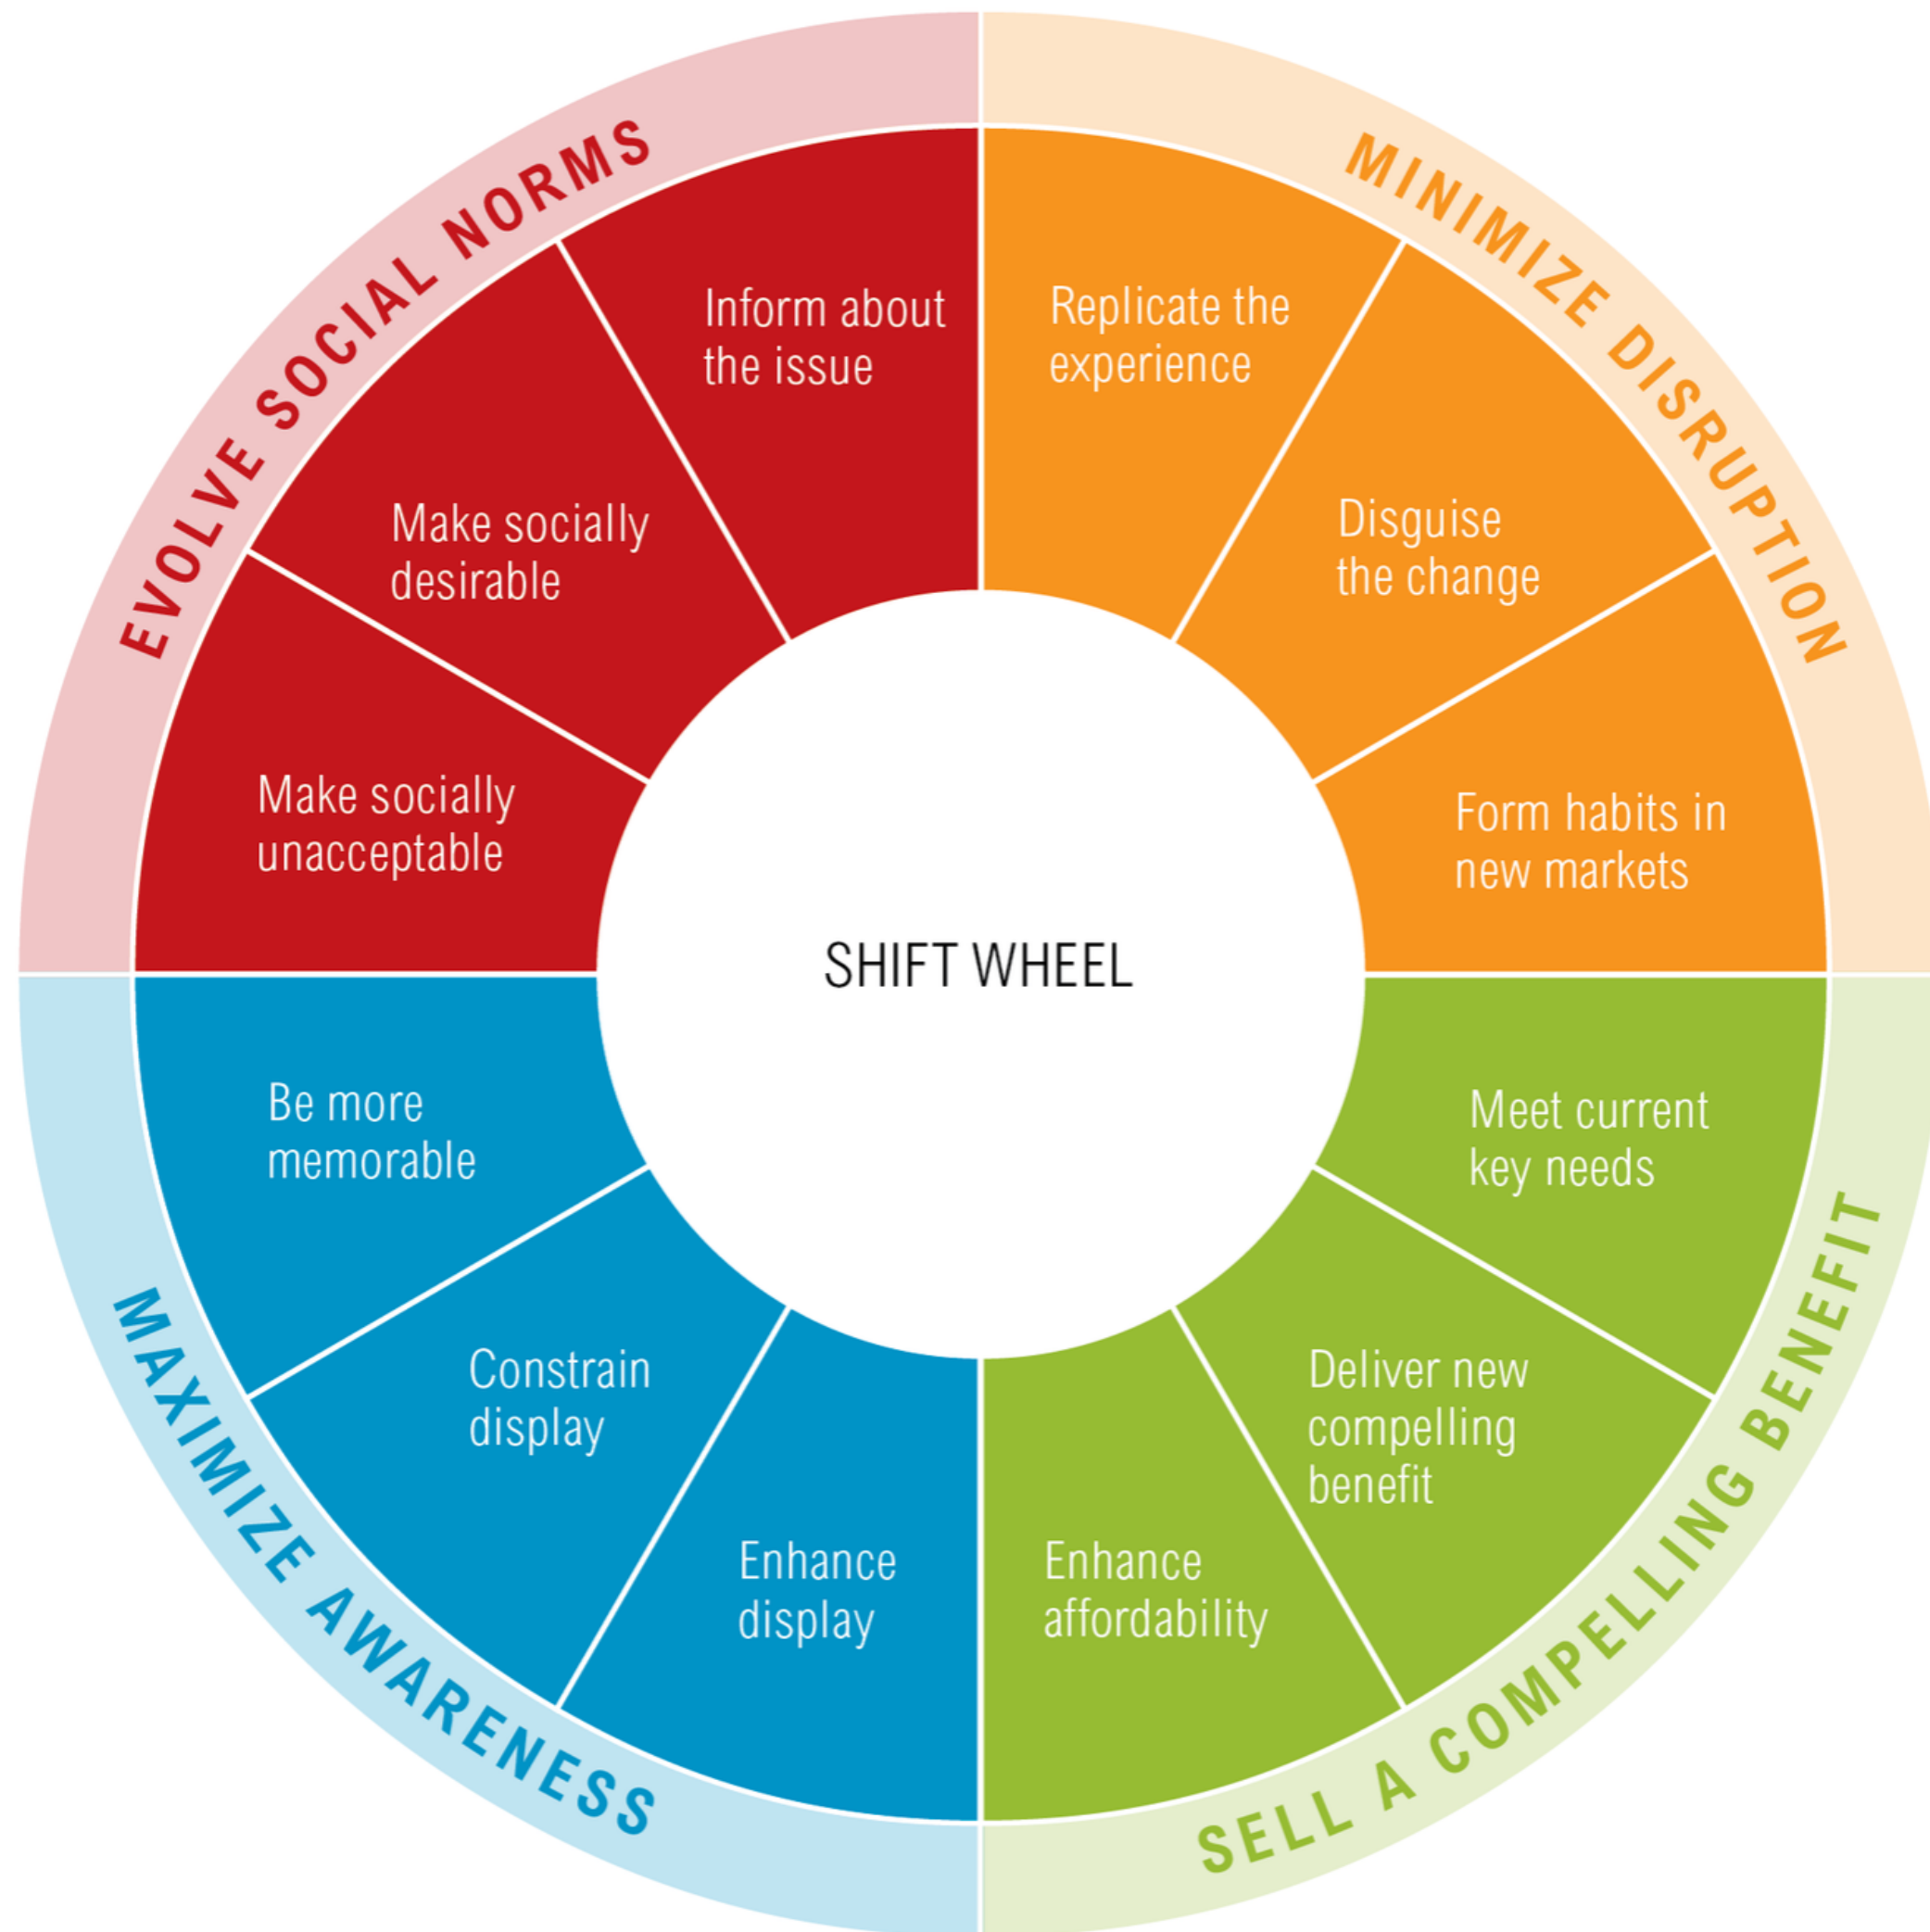 SHIFT WHEEL
MINIMIZE DISRUPTION
Replicate the
experience
Disguise
the change
Form habits in
new markets
SELL A COMPELLING BENEFIT
Meet current
key needs
Deliver new
compelling
benefit
Enhance
affordability
MAXIMIZE AWARENESS
Enhance
display
Constrain
display
Be more
memorable
EVOLVE SOCIAL NORMS
Make socially
unacceptable
Make socially
desirable
Inform about
the issue